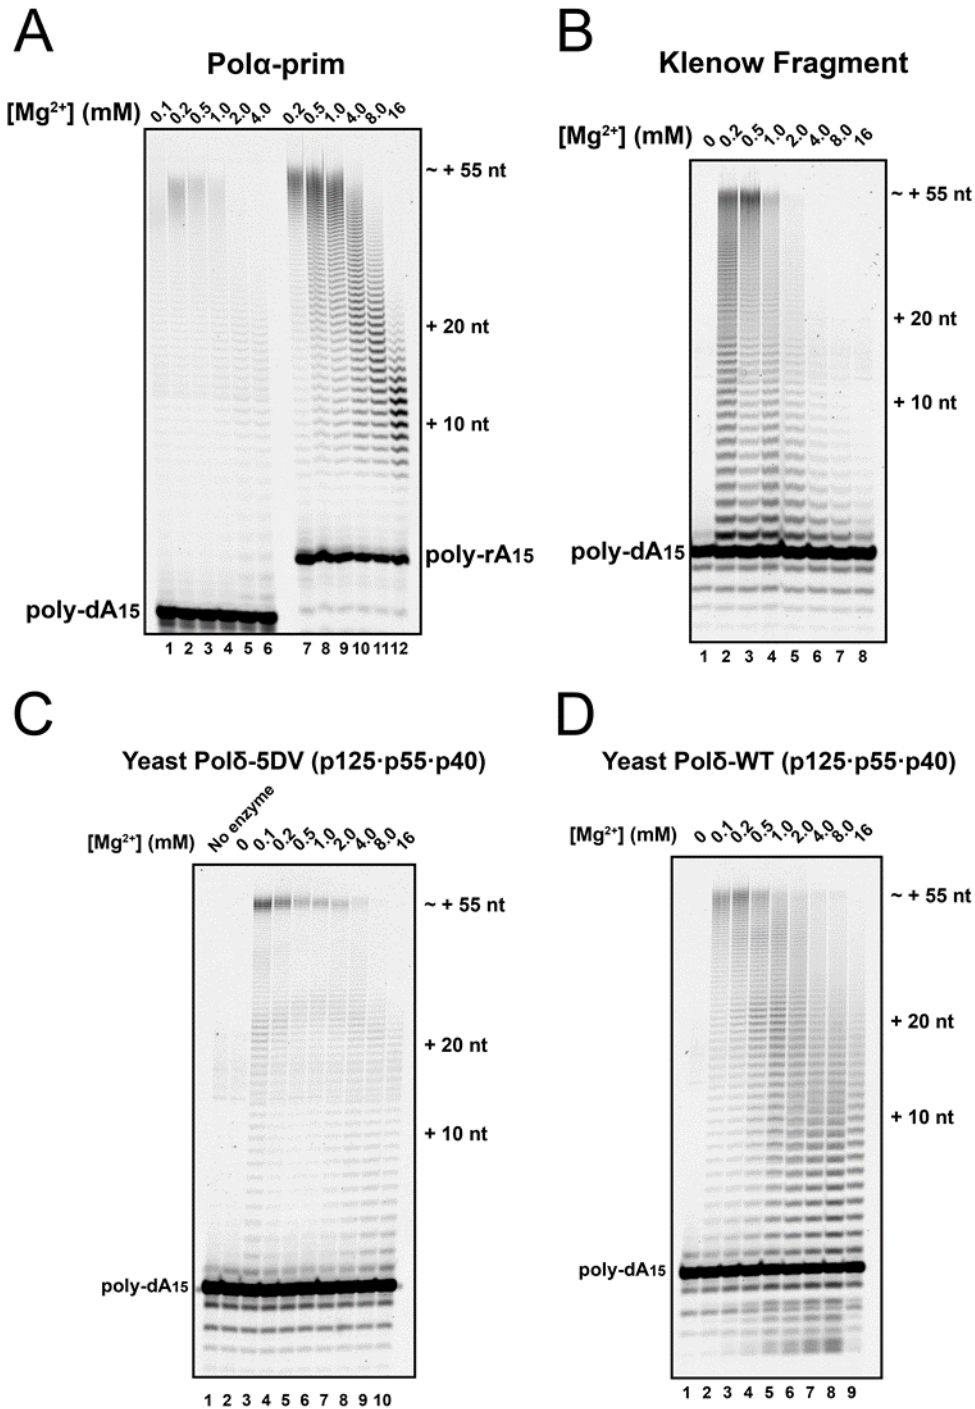 A
Polα-prim
[Mg²⁺] (mM) 0.1 0.2 0.5 1.0 2.0 4.0 0.2 0.5 1.0 4.0 8.0 16
~ + 55 nt
+ 20 nt
+ 10 nt
poly-rA15
poly-dA15
1 2 3 4 5 6 7 8 9 10 11 12
B
Klenow Fragment
[Mg²⁺] (mM) 0 0.2 0.5 1.0 2.0 4.0 8.0 16
~ + 55 nt
+ 20 nt
+ 10 nt
poly-dA15
1 2 3 4 5 6 7 8
C
Yeast Polδ-5DV (p125·p55·p40)
[Mg²⁺] (mM) No enzyme 0 0.1 0.2 0.5 1.0 2.0 4.0 8.0 16
~ + 55 nt
+ 20 nt
+ 10 nt
poly-dA15
1 2 3 4 5 6 7 8 9 10
D
Yeast Polδ-WT (p125·p55·p40)
[Mg²⁺] (mM) 0 0.1 0.2 0.5 1.0 2.0 4.0 8.0 16
~ + 55 nt
+ 20 nt
+ 10 nt
poly-dA15
1 2 3 4 5 6 7 8 9